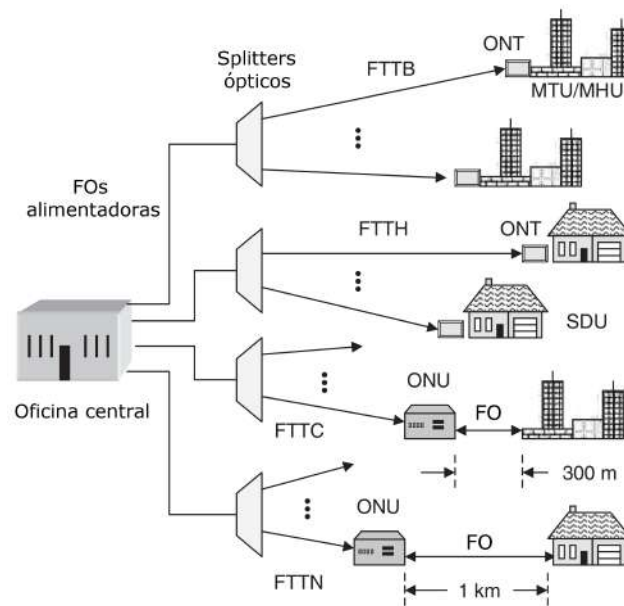 Splitters
ópticos
FTTB
ONT
MTU/MHU
FOs
alimentadoras
FTTH
ONT
SDU
Oficina central
FTTC
ONU
FO
300 m
ONU
FO
FTTN
1 km